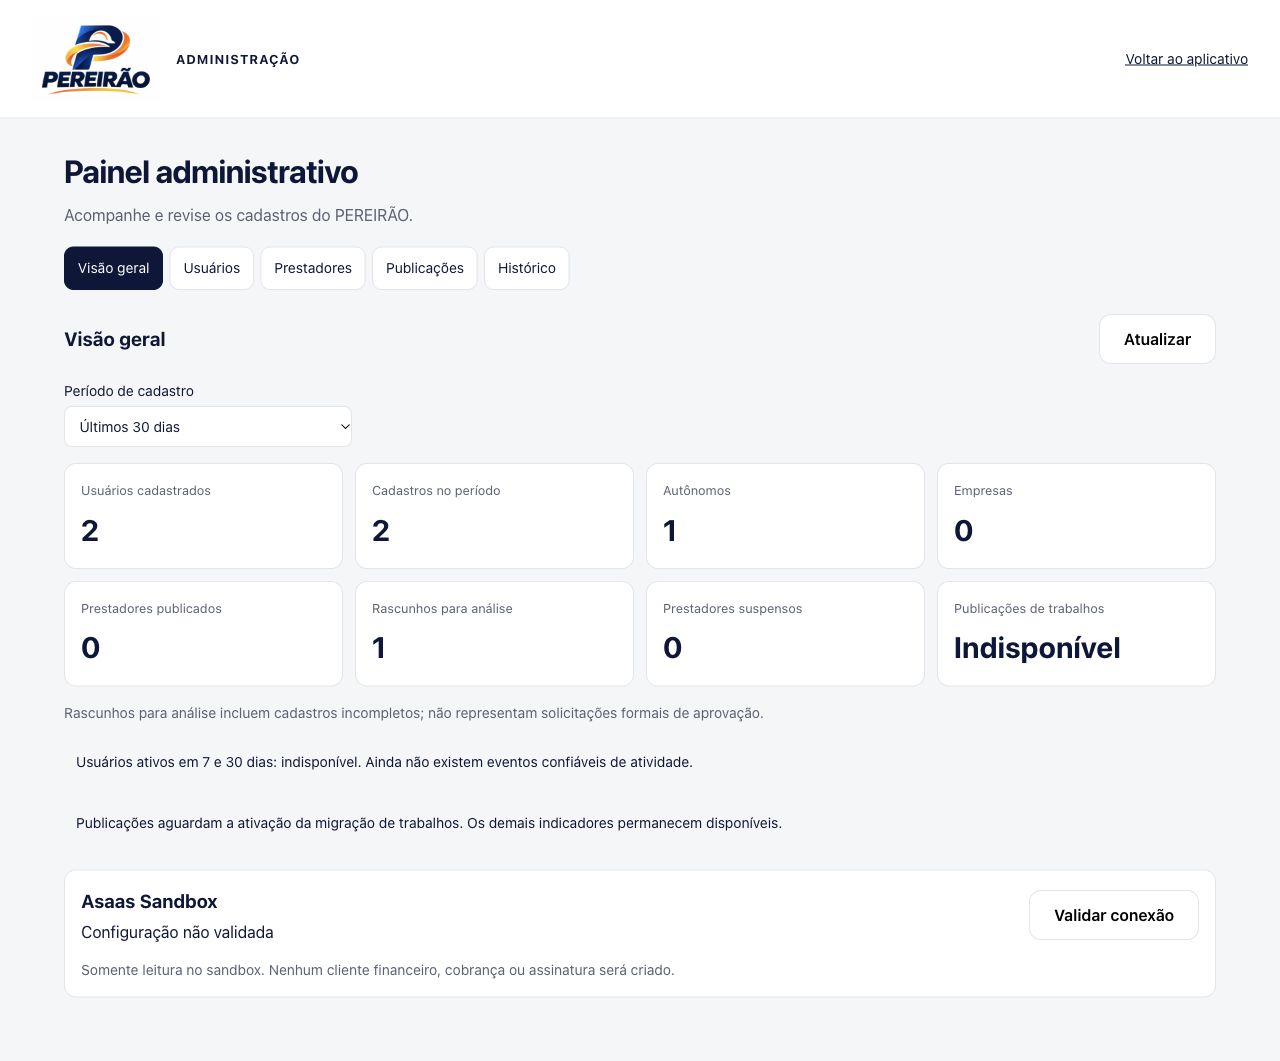 PEREIRÃO
ADMINISTRAÇÃO
Voltar ao aplicativo
Painel administrativo
Acompanhe e revise os cadastros do PEREIRÃO.
Visão geral
Usuários
Prestadores
Publicações
Histórico
Visão geral
Atualizar
Período de cadastro
Últimos 30 dias
Usuários cadastrados
2
Cadastros no período
2
Autônomos
1
Empresas
0
Prestadores publicados
0
Rascunhos para análise
1
Prestadores suspensos
0
Publicações de trabalhos
Indisponível
Rascunhos para análise incluem cadastros incompletos; não representam solicitações formais de aprovação.
Usuários ativos em 7 e 30 dias: indisponível. Ainda não existem eventos confiáveis de atividade.
Publicações aguardam a ativação da migração de trabalhos. Os demais indicadores permanecem disponíveis.
Asaas Sandbox
Configuração não validada
Validar conexão
Somente leitura no sandbox. Nenhum cliente financeiro, cobrança ou assinatura será criado.